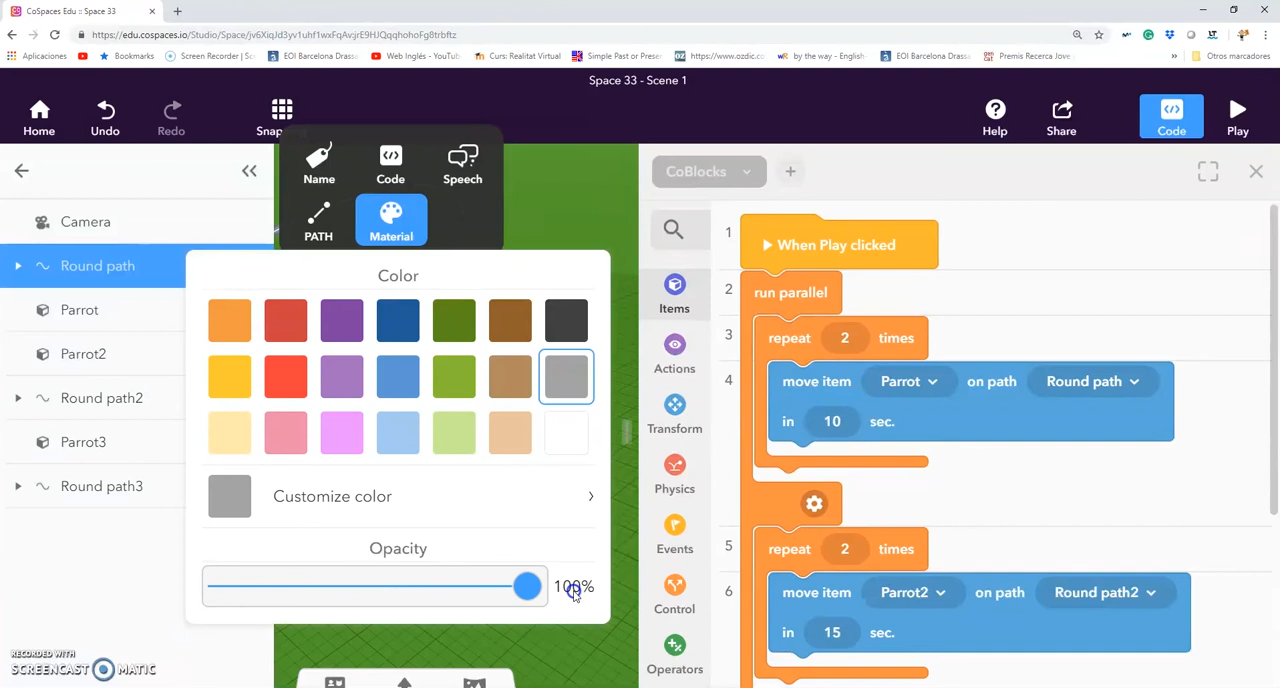 CoSpaces Edu :: Space 33
https://edu.cospaces.io/Studio/Space/jv6XiqJd3yv1uhf1wxFqAvjrE9HJQqqhohoFg8trbftz
Aplicaciones
Bookmarks
Screen Recorder | Sc
EOI Barcelona Drass
Web Inglés - YouTub
Curs: Realitat Virtual
Simple Past or Prese
https://www.ozdic.co
by the way - English
EOI Barcelona Drassa
Premis Recerca Jove
»
Otros marcadores
Space 33 - Scene 1
Home
Undo
Redo
Snap
Help
Share
Code
Play
Name
Code
Speech
PATH
Material
Camera
Round path
Parrot
Parrot2
Round path2
Parrot3
Round path3
Color
Customize color
Opacity
100%
CoBlocks
Items
Actions
Transform
Physics
Events
Control
Operators
1
When Play clicked
2
run parallel
3
repeat 2 times
4
move item Parrot on path Round path
in 10 sec.
5
repeat 2 times
6
move item Parrot2 on path Round path2
in 15 sec.
RECORDED WITH
SCREENCAST MATIC